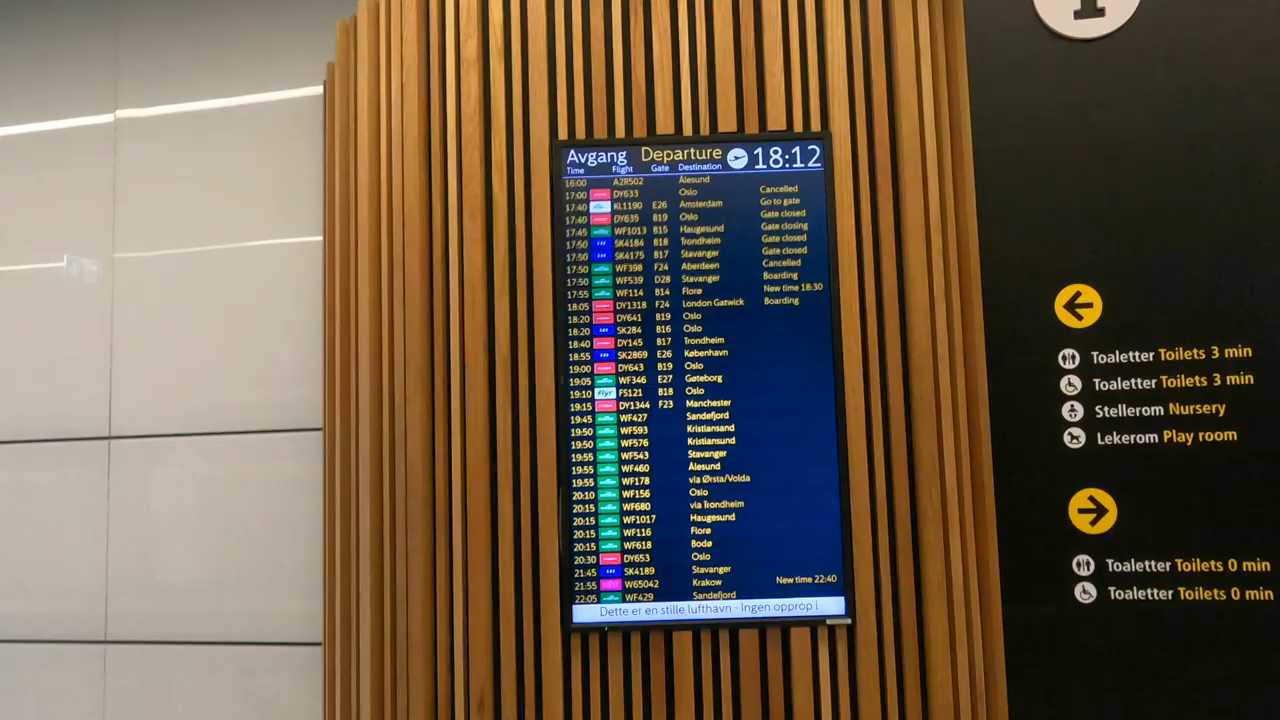 i
Avgang Departure 18:12
Time Flight Gate Destination
16:00 A2R502 Ålesund
17:00 DY633 Oslo Cancelled
17:40 KL1190 E26 Amsterdam Go to gate
17:40 DY635 B19 Oslo Gate closed
17:45 WF1013 B15 Haugesund Gate closing
17:50 SK4184 B18 Trondheim Gate closed
17:50 SK4175 B17 Stavanger Gate closed
17:50 WF398 F24 Aberdeen Cancelled
17:50 WF539 D28 Stavanger Boarding
17:55 WF114 B14 Florø New time 18:30
18:05 DY1318 F24 London Gatwick Boarding
18:20 DY641 B19 Oslo
18:20 SK284 B16 Oslo
18:40 DY145 B17 Trondheim
18:55 SK2869 E26 København
19:00 DY643 B19 Oslo
19:05 WF346 E27 Gøteborg
19:10 flyr FS121 B18 Oslo
19:15 DY1344 F23 Manchester
19:45 WF427 Sandefjord
19:50 WF593 Kristiansand
19:50 WF576 Kristiansund
19:55 WF543 Stavanger
19:55 WF460 Ålesund
19:55 WF178 via Ørsta/Volda
20:10 WF156 Oslo
20:15 WF680 via Trondheim
20:15 WF1017 Haugesund
20:15 WF116 Florø
20:15 WF618 Bodø
20:30 DY653 Oslo
21:45 SK4189 Stavanger
21:55 W65042 Krakow New time 22:40
22:05 WF429 Sandefjord
Dette er en stille lufthavn - Ingen opprop i
Toaletter Toilets 3 min
Toaletter Toilets 3 min
Stellerom Nursery
Lekerom Play room
Toaletter Toilets 0 min
Toaletter Toilets 0 min